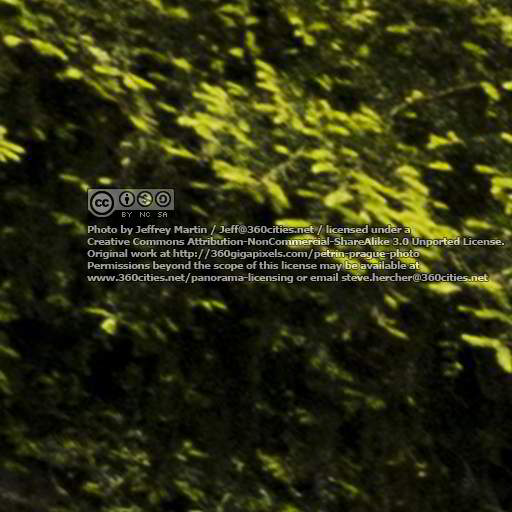 cc
BY NC SA
Photo by Jeffrey Martin / Jeff@360cities.net / licensed under a
Creative Commons Attribution-NonCommercial-ShareAlike 3.0 Unported License.
Original work at http://360gigapixels.com/petrin-prague-photo
Permissions beyond the scope of this license may be available at
www.360cities.net/panorama-licensing or email steve.hercher@360cities.net